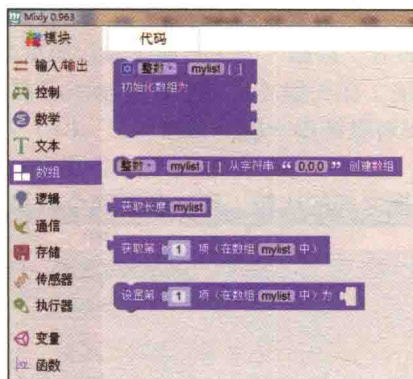 Mixly 0.963
模块
代码
输入/输出
控制
数学
文本
数组
逻辑
通信
存储
传感器
执行器
变量
函数
整数 mylist [ ]
初始化数组为
整数 mylist [ ] 从字符串 “ 0,0,0 ” 创建数组
获取长度 mylist
获取第 1 项（在数组 mylist 中）
设置第 1 项（在数组 mylist 中）为